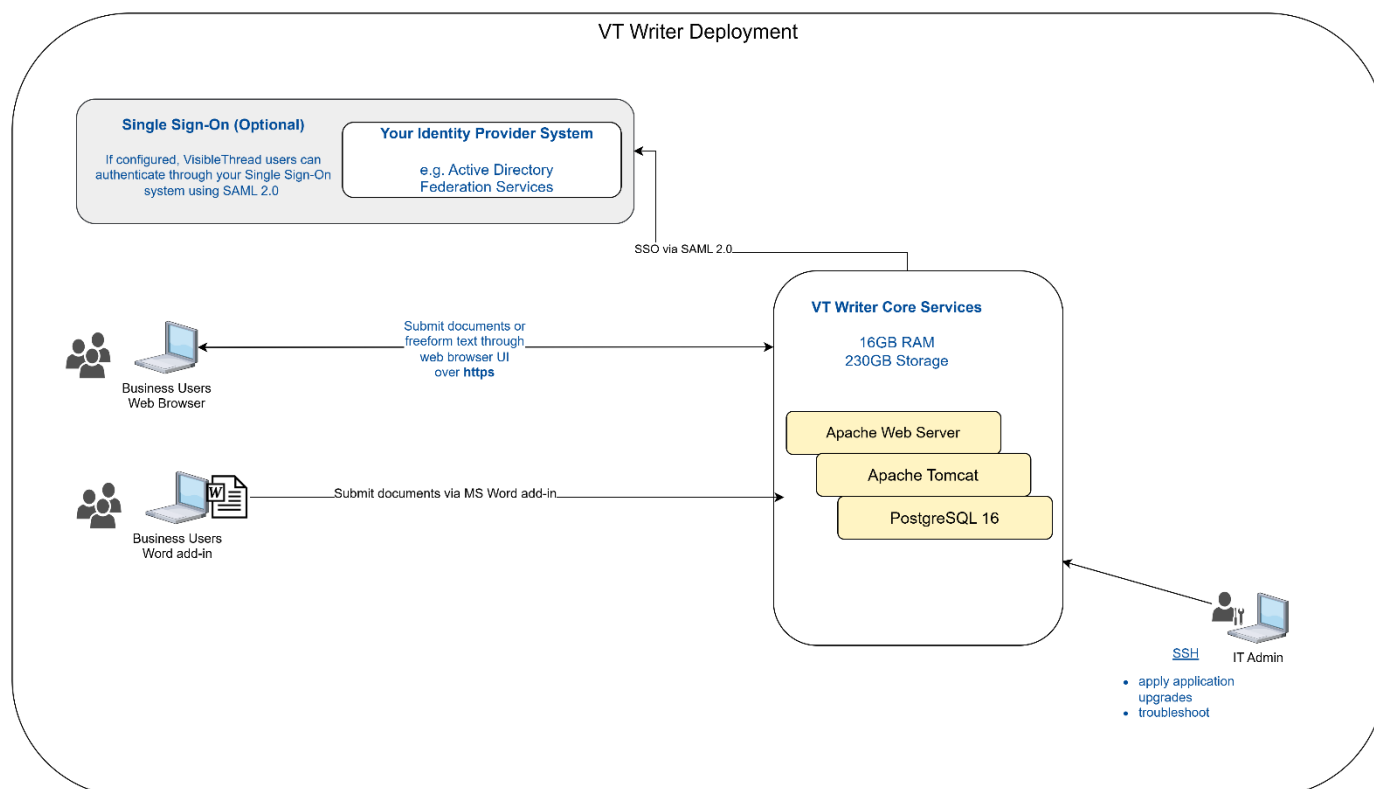 VT Writer Deployment
Single Sign-On (Optional)
If configured, VisibleThread users can
authenticate through your Single Sign-On
system using SAML 2.0
Your Identity Provider System
e.g. Active Directory
Federation Services
SSO via SAML 2.0
VT Writer Core Services
16GB RAM
230GB Storage
Submit documents or
freeform text through
web browser UI
over https
Business Users
Web Browser
Apache Web Server
Apache Tomcat
PostgreSQL 16
W
Submit documents via MS Word add-in
Business Users
Word add-in
IT Admin
SSH
• apply application
upgrades
• troubleshoot